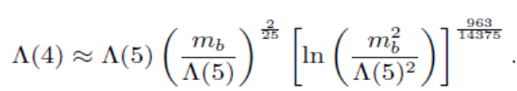 Λ(4) ≈ Λ(5) ( m_b / Λ(5) )^{2/25} [ ln ( m_b^2 / Λ(5)^2 ) ]^{963/14375} .